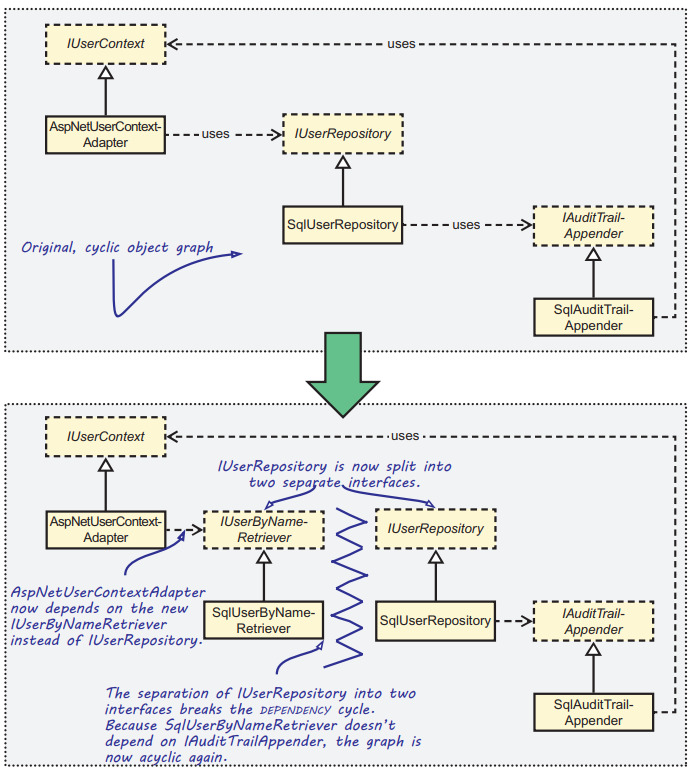 IUserContext
uses
AspNetUserContext-
Adapter
uses
IUserRepository
SqlUserRepository
uses
IAuditTrail-
Appender
Original, cyclic object graph
SqlAuditTrail-
Appender
IUserContext
uses
IUserRepository is now split into
two separate interfaces.
AspNetUserContext-
Adapter
IUserByName-
Retriever
IUserRepository
AspNetUserContextAdapter
now depends on the new
IUserByNameRetriever
instead of IUserRepository.
SqlUserByName-
Retriever
SqlUserRepository
IAuditTrail-
Appender
The separation of IUserRepository into two
interfaces breaks the DEPENDENCY cycle.
Because SqlUserByNameRetriever doesn't
depend on IAuditTrailAppender, the graph is
now acyclic again.
SqlAuditTrail-
Appender